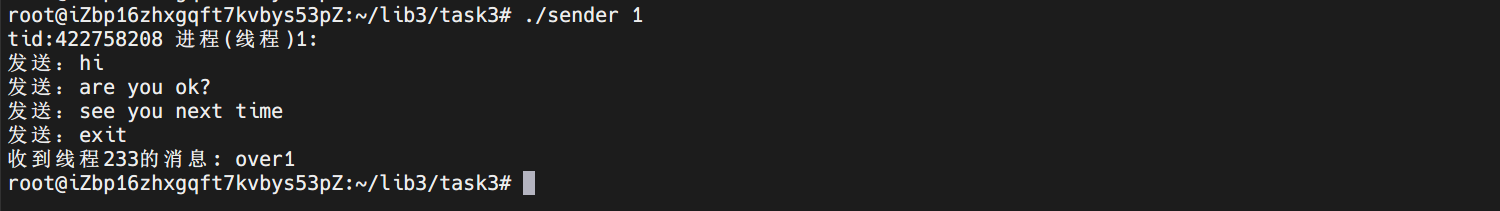 root@iZbp16zhxgqft7kvbys53pZ:~/lib3/task3# ./sender 1
tid:422758208 进程(线程)1:
发送：hi
发送：are you ok?
发送：see you next time
发送：exit
收到线程233的消息: over1
root@iZbp16zhxgqft7kvbys53pZ:~/lib3/task3#